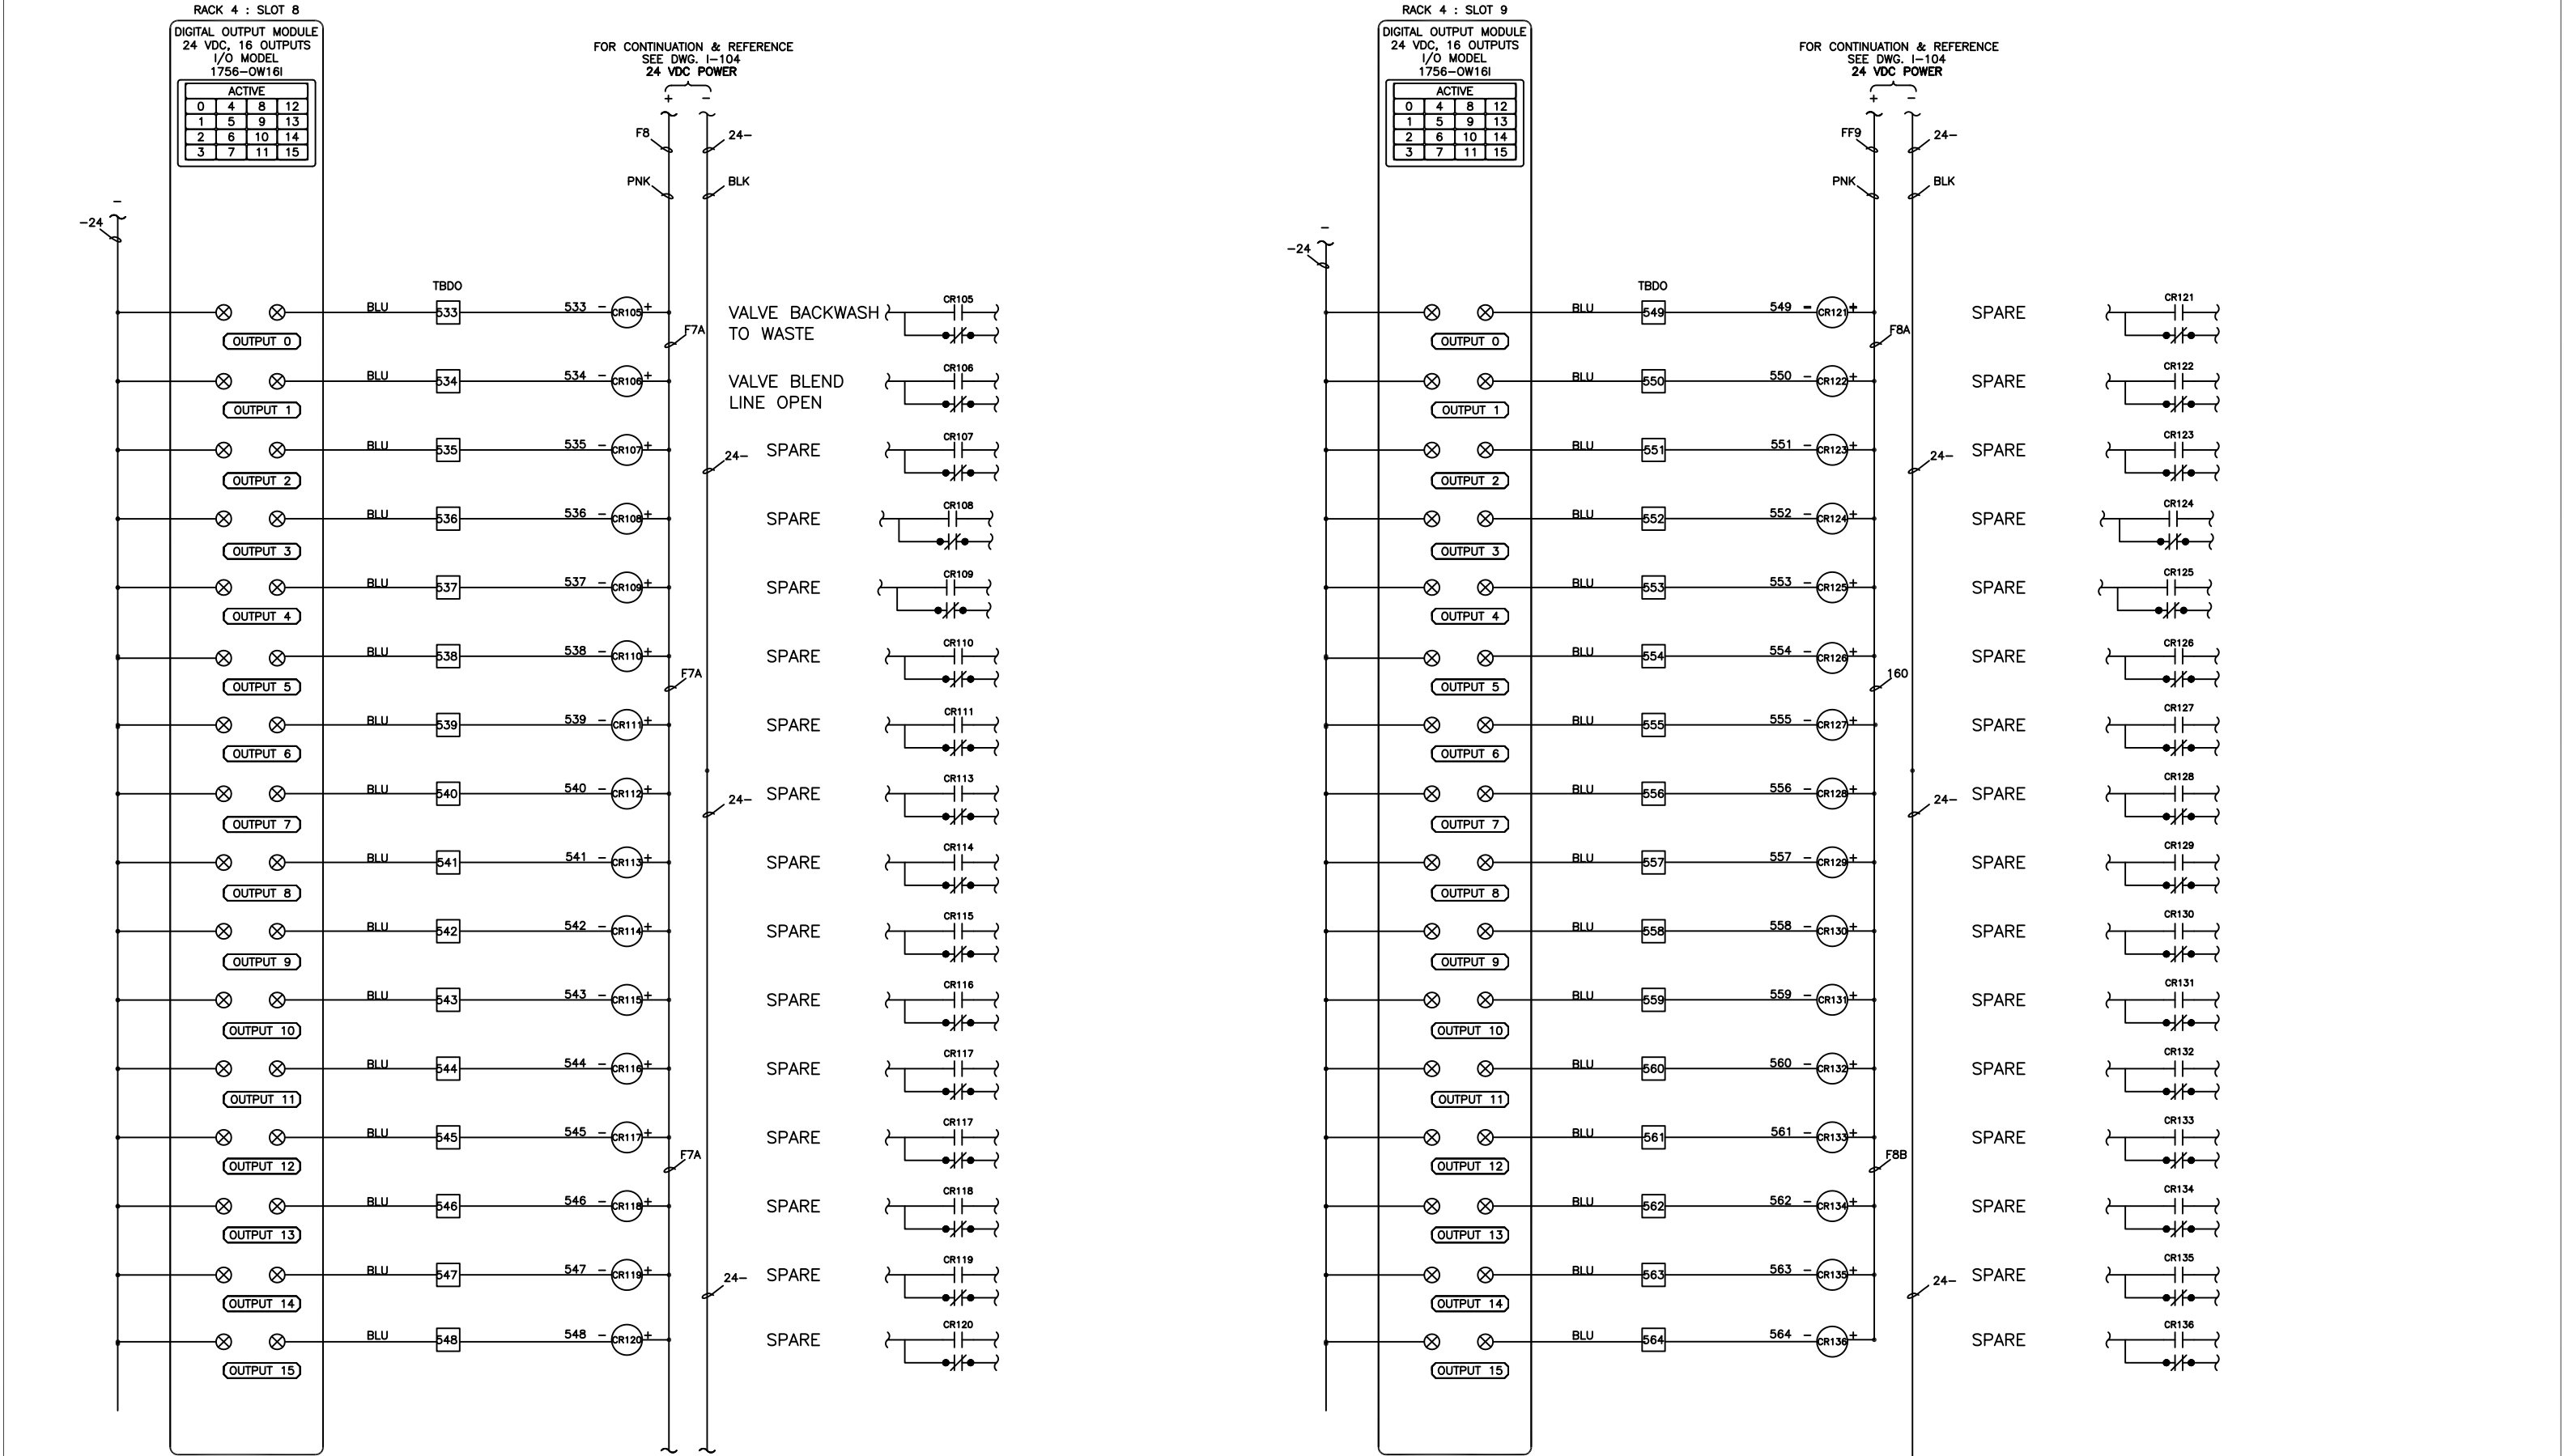 RACK 4 : SLOT 8
DIGITAL OUTPUT MODULE
24 VDC, 16 OUTPUTS
I/O MODEL
1756-OW16I
ACTIVE
0 4 8 12
1 5 9 13
2 6 10 14
3 7 11 15
FOR CONTINUATION & REFERENCE
SEE DWG. I-104
24 VDC POWER
+ −
F8 24−
PNK BLK
−
−24
TBDO
BLU 533 533 − CR105 + VALVE BACKWASH CR105
TO WASTE
OUTPUT 0 F7A
BLU 534 534 − CR106 + VALVE BLEND CR106
LINE OPEN
OUTPUT 1
BLU 535 535 − CR107 + 24− SPARE CR107
OUTPUT 2
BLU 536 536 − CR108 + SPARE CR108
OUTPUT 3
BLU 537 537 − CR109 + SPARE CR109
OUTPUT 4
BLU 538 538 − CR110 + SPARE CR110
OUTPUT 5 F7A
BLU 539 539 − CR111 + SPARE CR111
OUTPUT 6
BLU 540 540 − CR112 + 24− SPARE CR113
OUTPUT 7
BLU 541 541 − CR113 + SPARE CR114
OUTPUT 8
BLU 542 542 − CR114 + SPARE CR115
OUTPUT 9
BLU 543 543 − CR115 + SPARE CR116
OUTPUT 10
BLU 544 544 − CR116 + SPARE CR117
OUTPUT 11
BLU 545 545 − CR117 + SPARE CR117
OUTPUT 12 F7A
BLU 546 546 − CR118 + SPARE CR118
OUTPUT 13
BLU 547 547 − CR119 + 24− SPARE CR119
OUTPUT 14
BLU 548 548 − CR120 + SPARE CR120
OUTPUT 15
RACK 4 : SLOT 9
DIGITAL OUTPUT MODULE
24 VDC, 16 OUTPUTS
I/O MODEL
1756-OW16I
ACTIVE
0 4 8 12
1 5 9 13
2 6 10 14
3 7 11 15
FOR CONTINUATION & REFERENCE
SEE DWG. I-104
24 VDC POWER
+ −
FF9 24−
PNK BLK
−
−24
TBDO
BLU 549 549 − CR121 + SPARE CR121
OUTPUT 0 F8A
BLU 550 550 − CR122 + SPARE CR122
OUTPUT 1
BLU 551 551 − CR123 + 24− SPARE CR123
OUTPUT 2
BLU 552 552 − CR124 + SPARE CR124
OUTPUT 3
BLU 553 553 − CR125 + SPARE CR125
OUTPUT 4
BLU 554 554 − CR126 + SPARE CR126
OUTPUT 5 160
BLU 555 555 − CR127 + SPARE CR127
OUTPUT 6
BLU 556 556 − CR128 + 24− SPARE CR128
OUTPUT 7
BLU 557 557 − CR129 + SPARE CR129
OUTPUT 8
BLU 558 558 − CR130 + SPARE CR130
OUTPUT 9
BLU 559 559 − CR131 + SPARE CR131
OUTPUT 10
BLU 560 560 − CR132 + SPARE CR132
OUTPUT 11
BLU 561 561 − CR133 + SPARE CR133
OUTPUT 12 F8B
BLU 562 562 − CR134 + SPARE CR134
OUTPUT 13
BLU 563 563 − CR135 + 24− SPARE CR135
OUTPUT 14
BLU 564 564 − CR136 + SPARE CR136
OUTPUT 15